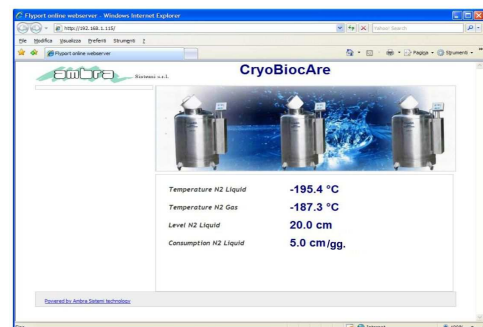 Flyport online webserver - Windows Internet Explorer
http://192.168.1.115/
Yahoo! Search
File Modifica Visualizza Preferiti Strumenti ?
Flyport online webserver
Pagina Strumenti
ambra Sistemi s.r.l.
CryoBiocAre
Temperature N2 Liquid -195.4 °C
Temperature N2 Gas -187.3 °C
Level N2 Liquid 20.0 cm
Consumption N2 Liquid 5.0 cm/gg.
Powered by Ambra Sistemi technology
Internet